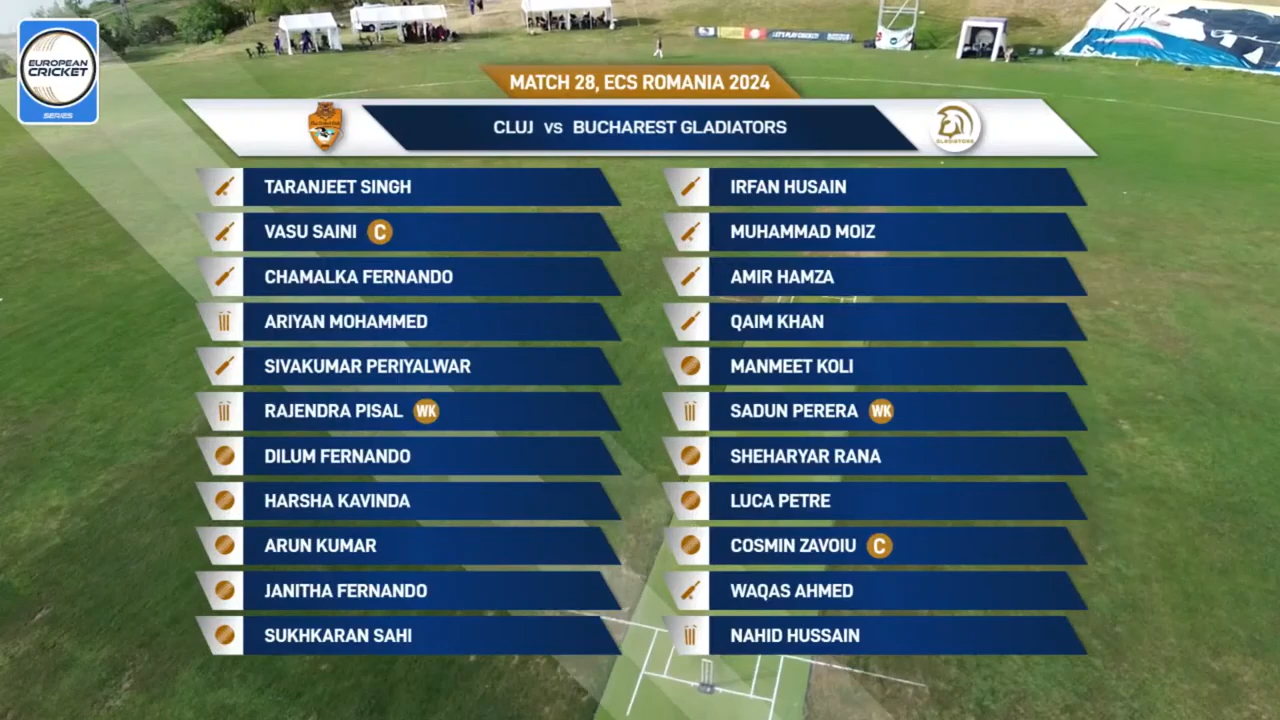 EUROPEAN
CRICKET
SERIES
MATCH 28, ECS ROMANIA 2024
CLUJ vs BUCHAREST GLADIATORS
GLADIATORS
TARANJEET SINGH
VASU SAINI C
CHAMALKA FERNANDO
ARIYAN MOHAMMED
SIVAKUMAR PERIYALWAR
RAJENDRA PISAL WK
DILUM FERNANDO
HARSHA KAVINDA
ARUN KUMAR
JANITHA FERNANDO
SUKHKARAN SAHI
IRFAN HUSAIN
MUHAMMAD MOIZ
AMIR HAMZA
QAIM KHAN
MANMEET KOLI
SADUN PERERA WK
SHEHARYAR RANA
LUCA PETRE
COSMIN ZAVOIU C
WAQAS AHMED
NAHID HUSSAIN